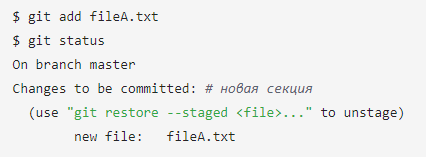 $ git add fileA.txt
$ git status
On branch master
Changes to be committed: # новая секция
(use "git restore --staged <file>..." to unstage)
new file: fileA.txt